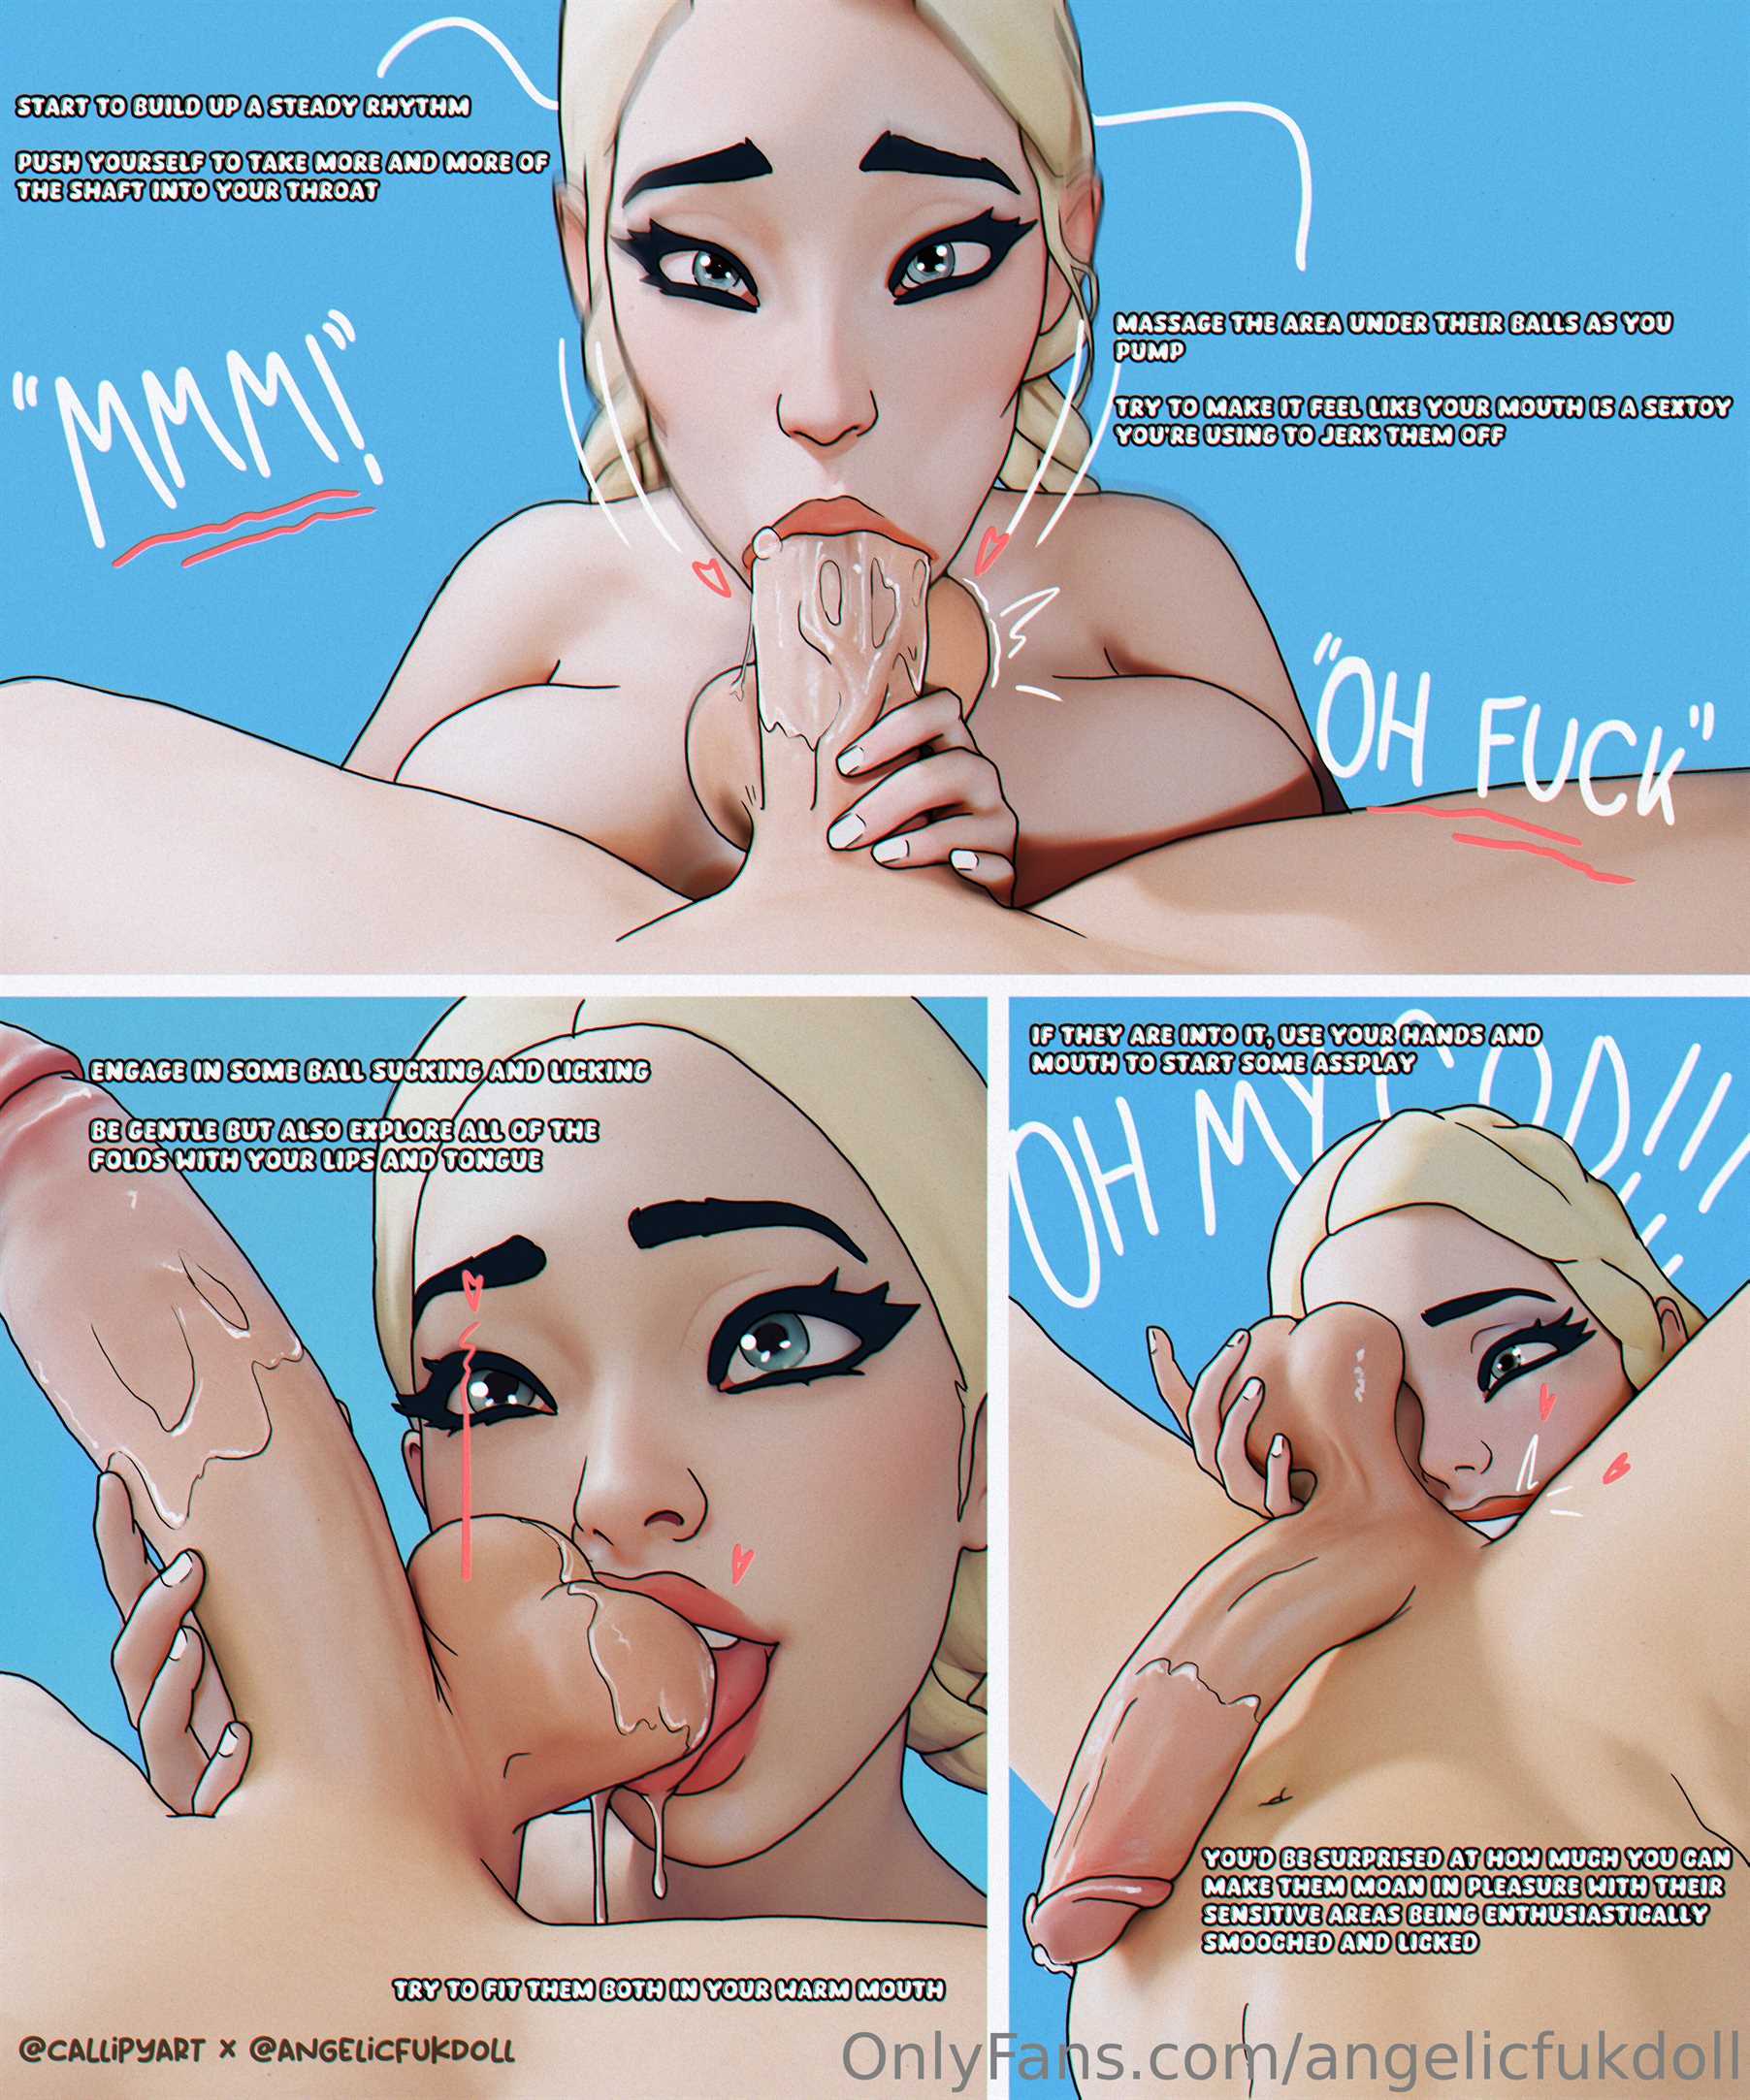 START TO BUILD UP A STEADY RHYTHM
PUSH YOURSELF TO TAKE MORE AND MORE OF
THE SHAFT INTO YOUR THROAT
"MMM!"
MASSAGE THE AREA UNDER THEIR BALLS AS YOU
PUMP
TRY TO MAKE IT FEEL LIKE YOUR MOUTH IS A SEXTOY
YOU'RE USING TO JERK THEM OFF
"OH FUCK"
ENGAGE IN SOME BALL SUCKING AND LICKING
BE GENTLE BUT ALSO EXPLORE ALL OF THE
FOLDS WITH YOUR LIPS AND TONGUE
TRY TO FIT THEM BOTH IN YOUR WARM MOUTH
IF THEY ARE INTO IT, USE YOUR HANDS AND
MOUTH TO START SOME ASSPLAY
OH MY GOD!!!
YOU'D BE SURPRISED AT HOW MUCH YOU CAN
MAKE THEM MOAN IN PLEASURE WITH THEIR
SENSITIVE AREAS BEING ENTHUSIASTICALLY
SMOOCHED AND LICKED
@CALLiPYART x @ANGELiCFUKDOLL
OnlyFans.com/angelicfukdoll